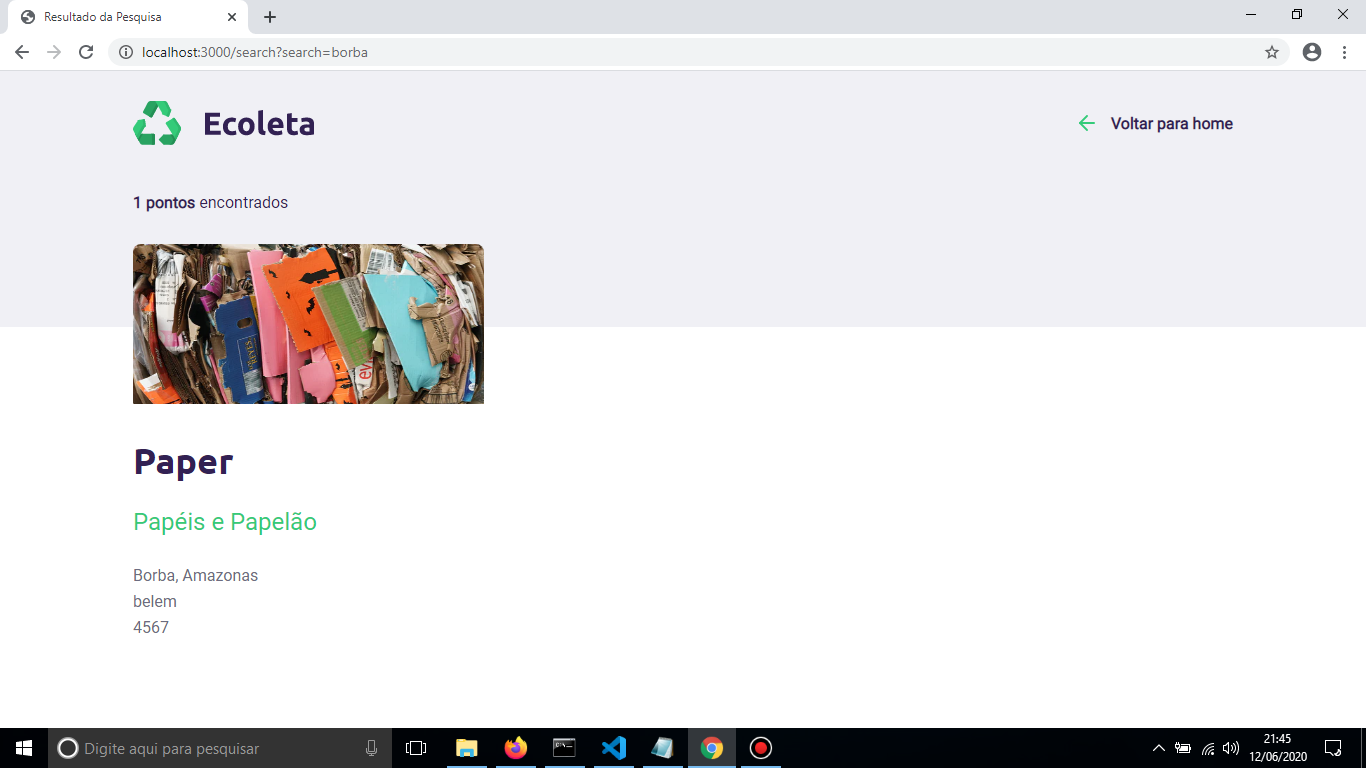 Resultado da Pesquisa
localhost:3000/search?search=borba
Ecoleta
Voltar para home
1 pontos encontrados
Paper
Papéis e Papelão
Borba, Amazonas
belem
4567
Digite aqui para pesquisar
21:45
12/06/2020